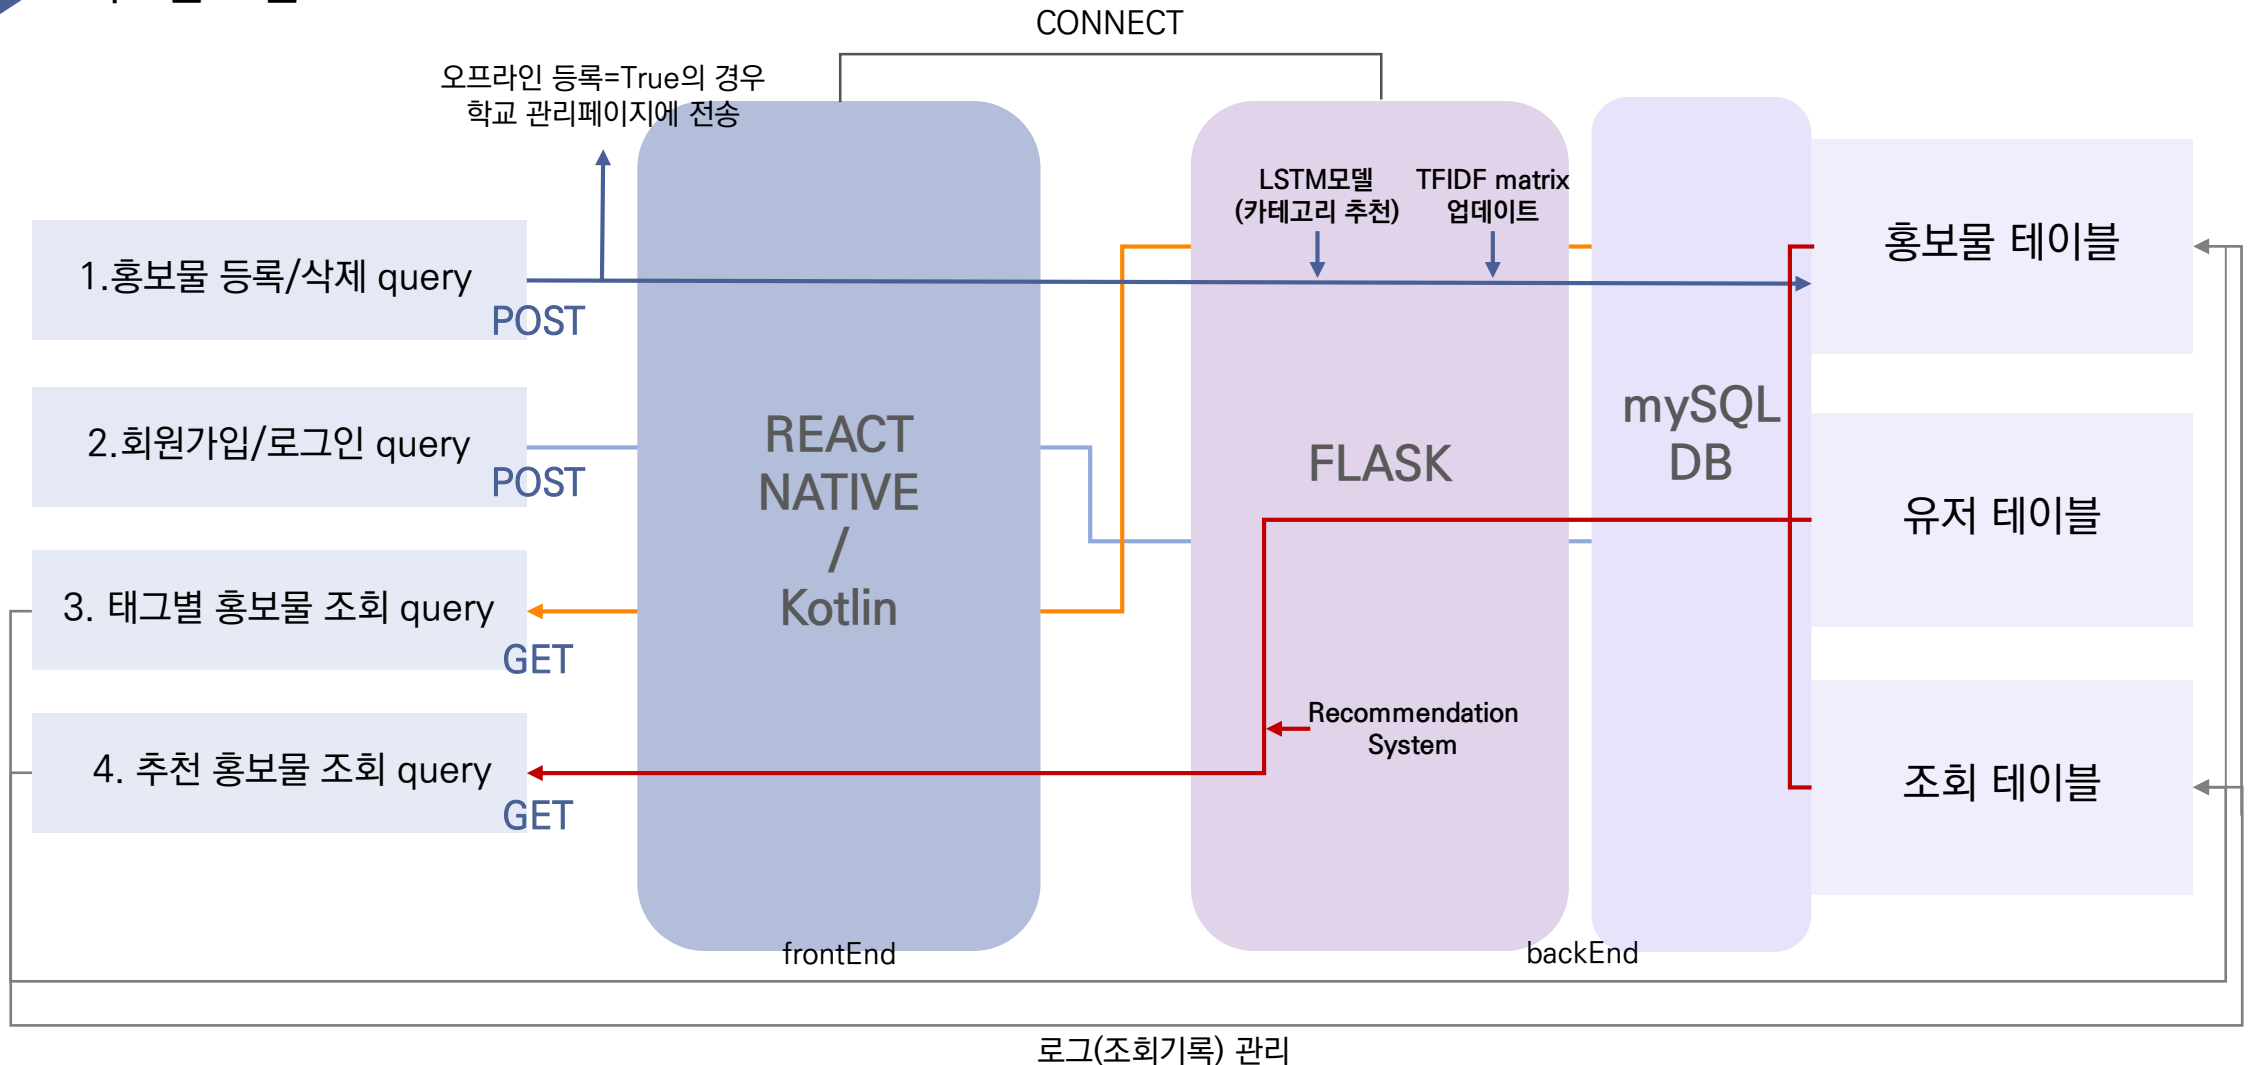 CONNECT
오프라인 등록=True의 경우
학교 관리페이지에 전송
LSTM모델
(카테고리 추천)
TFIDF matrix
업데이트
1.홍보물 등록/삭제 query
POST
2.회원가입/로그인 query
POST
3. 태그별 홍보물 조회 query
GET
4. 추천 홍보물 조회 query
GET
REACT
NATIVE
/
Kotlin
frontEnd
FLASK
Recommendation
System
mySQL
DB
backEnd
홍보물 테이블
유저 테이블
조회 테이블
로그(조회기록) 관리